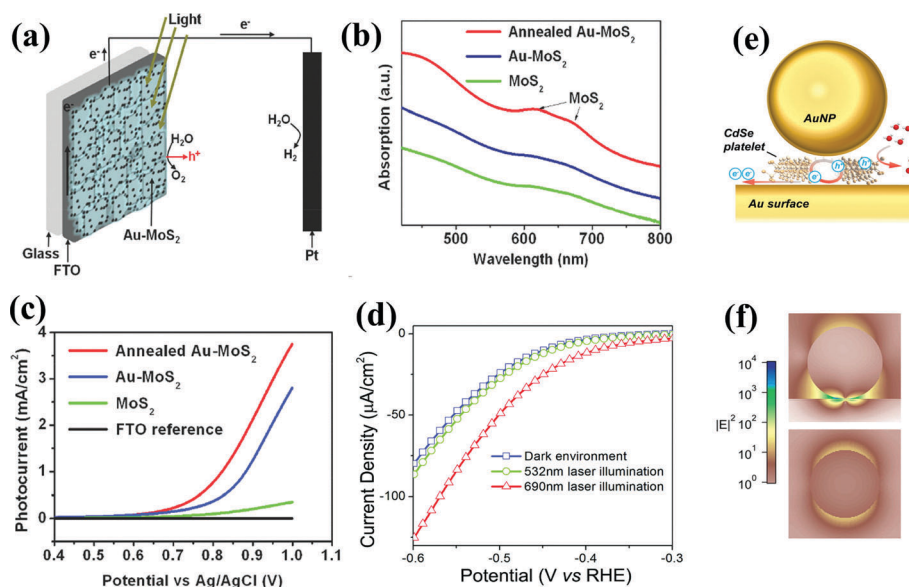 (a)
Light
e⁻
e⁻
e⁻
H₂O
h⁺
O₂
H₂O
H₂
Au-MoS₂
Glass
FTO
Pt
(b)
Annealed Au-MoS₂
Au-MoS₂
MoS₂
MoS₂
Absorption (a.u.)
500 600 700 800
Wavelength (nm)
(e)
AuNP
CdSe
platelet
e⁻ e⁻
e⁻
h⁺
h⁺
Au surface
(c)
Annealed Au-MoS₂
Au-MoS₂
MoS₂
FTO reference
Photocurrent (mA/cm²)
4
3
2
1
0
0.4 0.5 0.6 0.7 0.8 0.9 1.0 1.1
Potential vs Ag/AgCl (V)
(d)
Dark environment
532nm laser illumination
690nm laser illumination
Current Density (μA/cm²)
0
-50
-100
-0.6 -0.5 -0.4 -0.3
Potential (V vs RHE)
(f)
|E|²
10⁴
10³
10²
10¹
10⁰